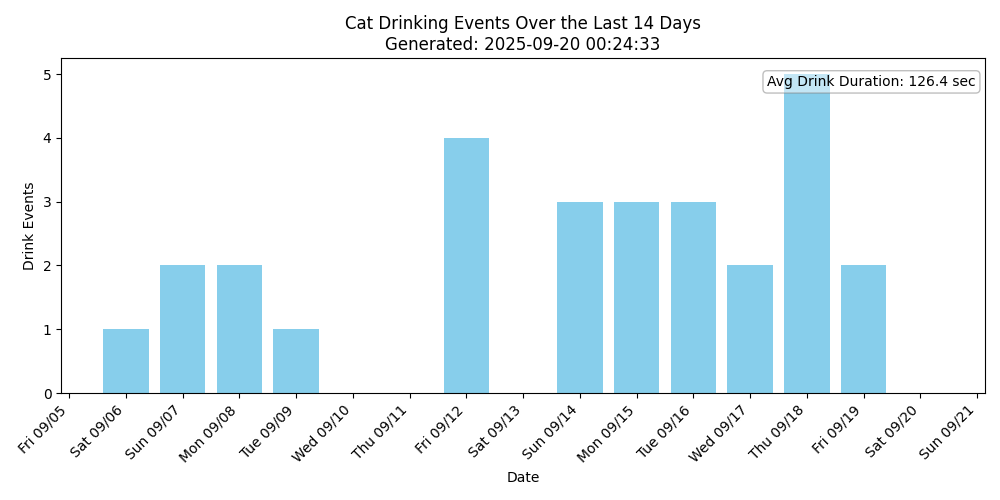 Cat Drinking Events Over the Last 14 Days
Generated: 2025-09-20 00:24:33
Avg Drink Duration: 126.4 sec
Drink Events
5
4
3
2
1
0
Fri 09/05
Sat 09/06
Sun 09/07
Mon 09/08
Tue 09/09
Wed 09/10
Thu 09/11
Fri 09/12
Sat 09/13
Sun 09/14
Mon 09/15
Tue 09/16
Wed 09/17
Thu 09/18
Fri 09/19
Sat 09/20
Sun 09/21
Date